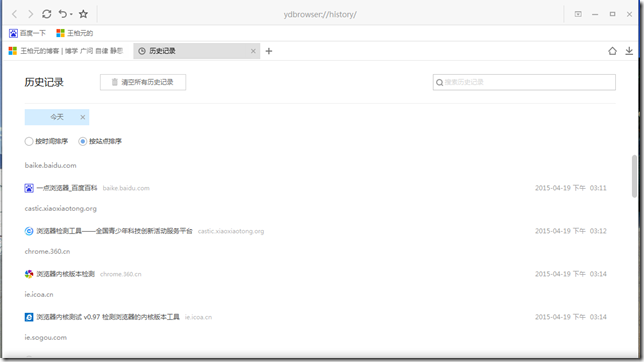 ydbrowser://history/
百度一下 王柏元的
王柏元的博客 | 博学 广问 自律 静思 历史记录
历史记录 清空所有历史记录 搜索历史记录
今天
按时间排序 按站点排序
baike.baidu.com
一点浏览器_百度百科 baike.baidu.com 2015-04-19 下午 03:11
castic.xiaoxiaotong.org
浏览器检测工具——全国青少年科技创新活动服务平台 castic.xiaoxiaotong.org 2015-04-19 下午 03:12
chrome.360.cn
浏览器内核版本检测 chrome.360.cn 2015-04-19 下午 03:14
ie.icoa.cn
浏览器内核测试 v0.97 检测浏览器的内核版本工具 ie.icoa.cn 2015-04-19 下午 03:14
ie.sogou.com